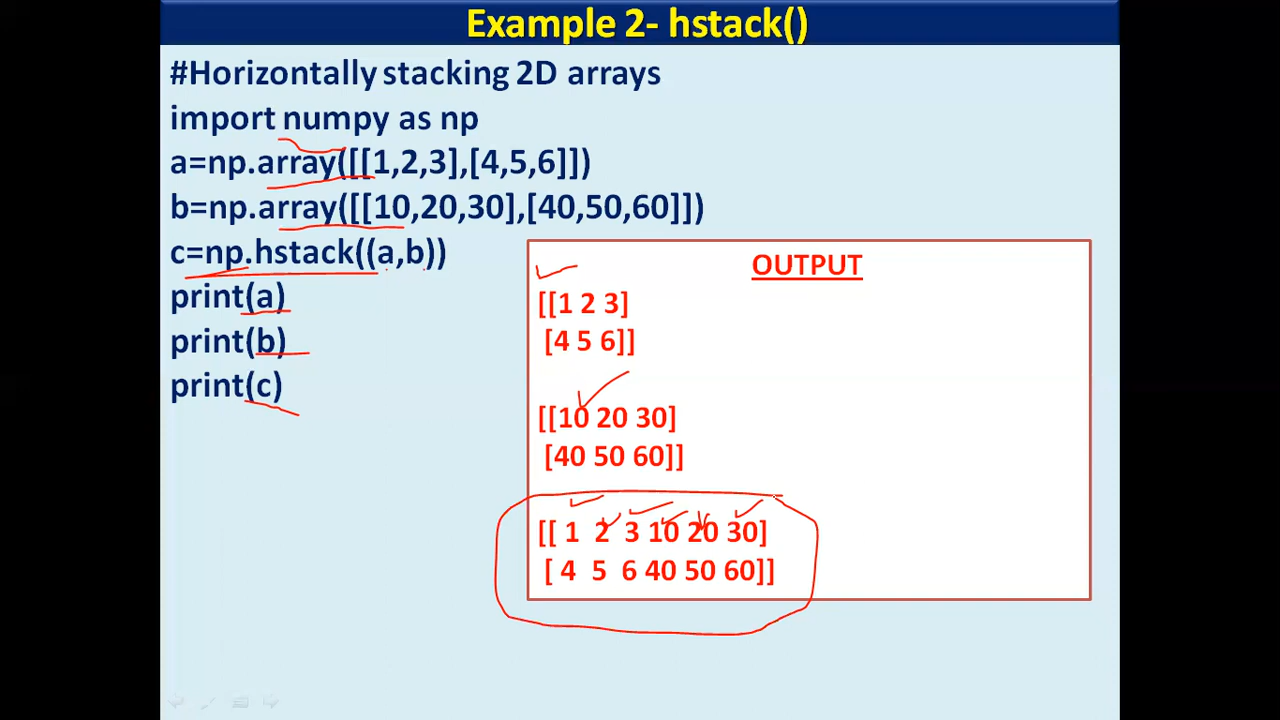 Example 2- hstack()
#Horizontally stacking 2D arrays
import numpy as np
a=np.array([[1,2,3],[4,5,6]])
b=np.array([[10,20,30],[40,50,60]])
c=np.hstack((a,b))
print(a)
print(b)
print(c)
OUTPUT
[[1 2 3]
[4 5 6]]
[[10 20 30]
[40 50 60]]
[[ 1 2 3 10 20 30]
[ 4 5 6 40 50 60]]